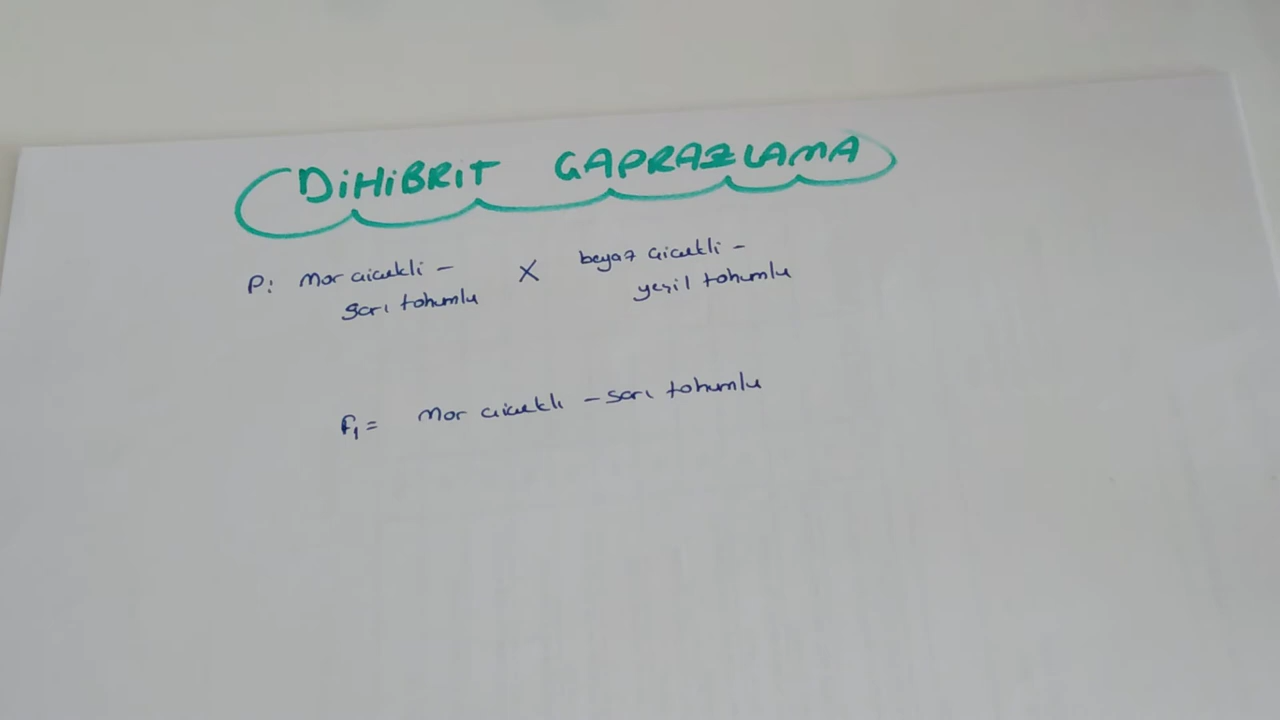 DiHiBRiT ÇAPRAZLAMA
P: Mor çiçekli - X beyaz çiçekli -
sarı tohumlu yeşil tohumlu
F1 = Mor çiçekli - sarı tohumlu